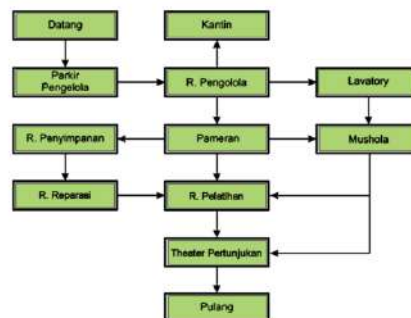 Datang
Kantin
Parkir
Pengelola
R. Pengolola
Lavatory
R. Penyimpanan
Pameran
Mushola
R. Reparasi
R. Pelatihan
Theater Pertunjukan
Pulang